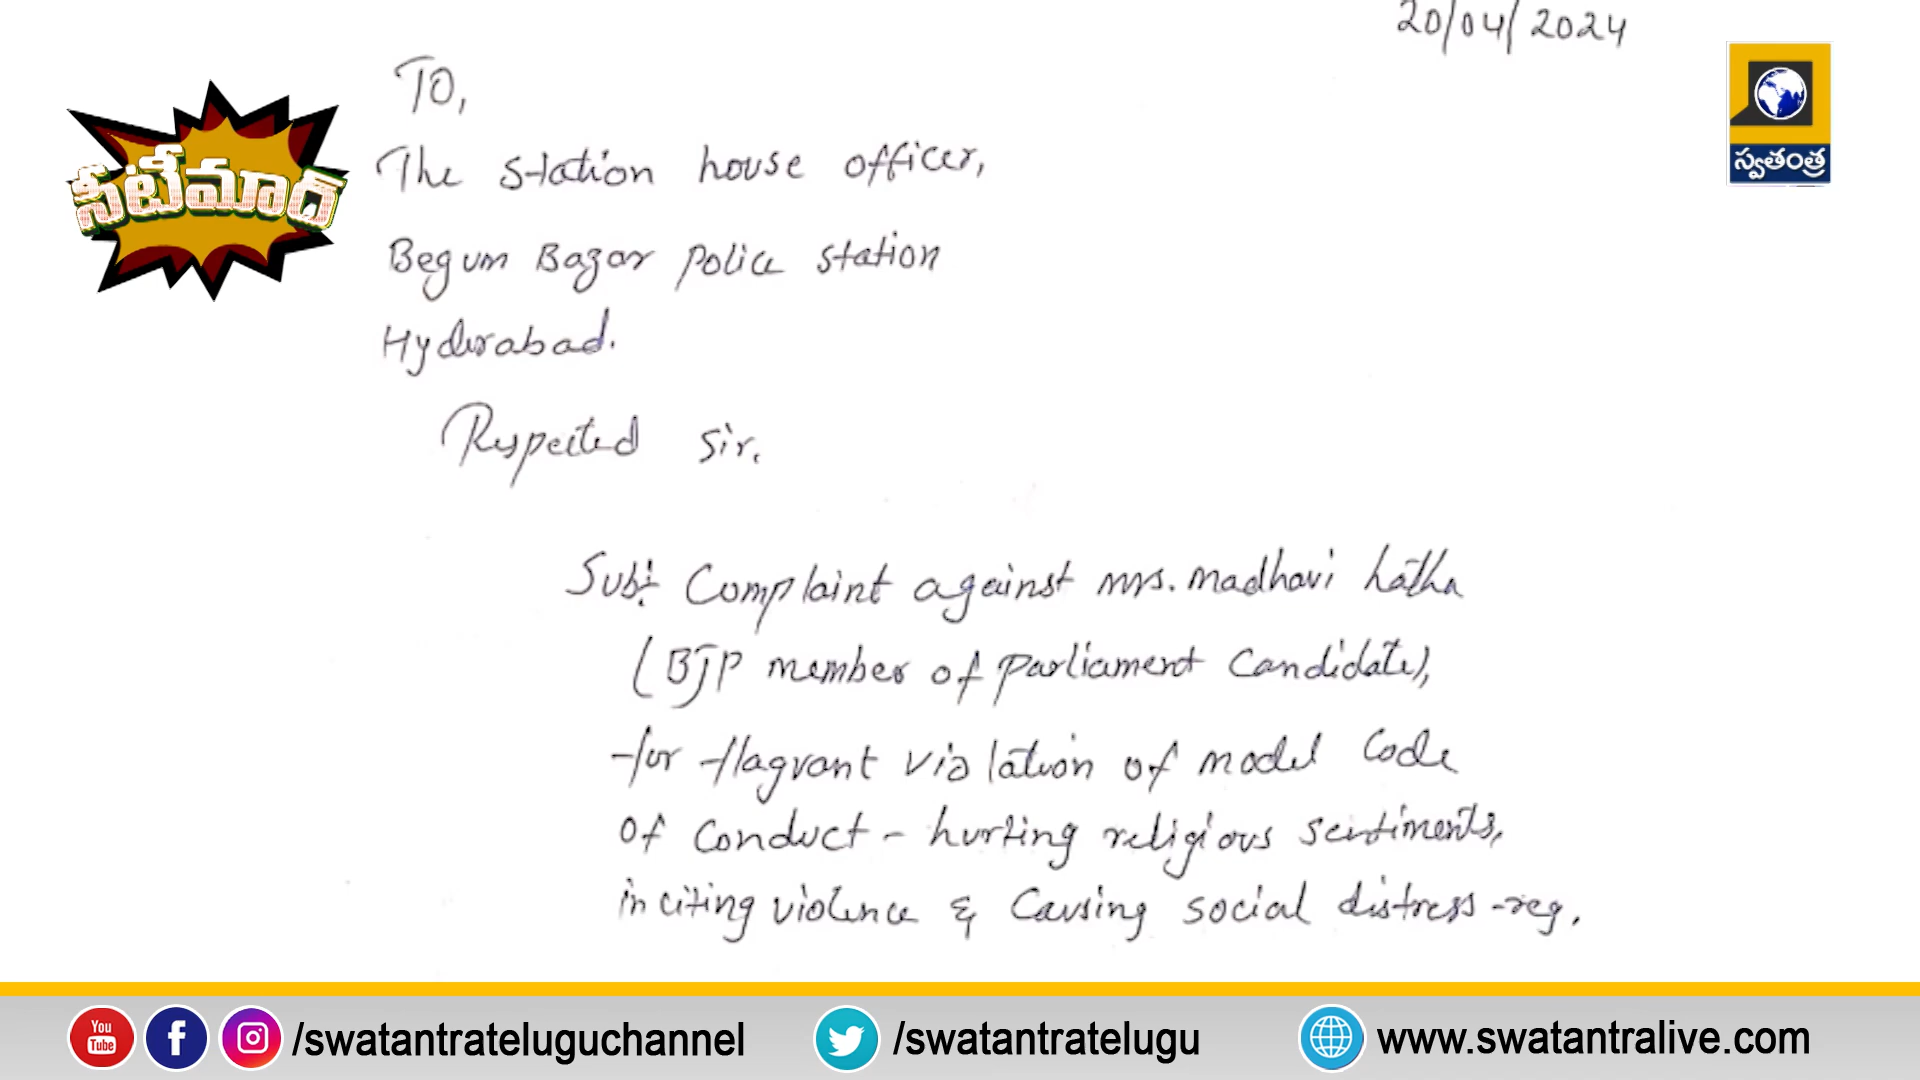 20/04/2024
To,
నీటీమార్
స్వతంత్ర
The station house officer,
Begum Bazar police station
Hyderabad.
Respected sir.
Sub: Complaint against mrs. madhavi Latha
(BJP member of parliament candidate),
for flagrant violation of model code
of conduct - hurting religious sentiments,
inciting violence & causing social distress-reg.
You Tube
/swatantrateluguchannel
/swatantratelugu
www.swatantralive.com